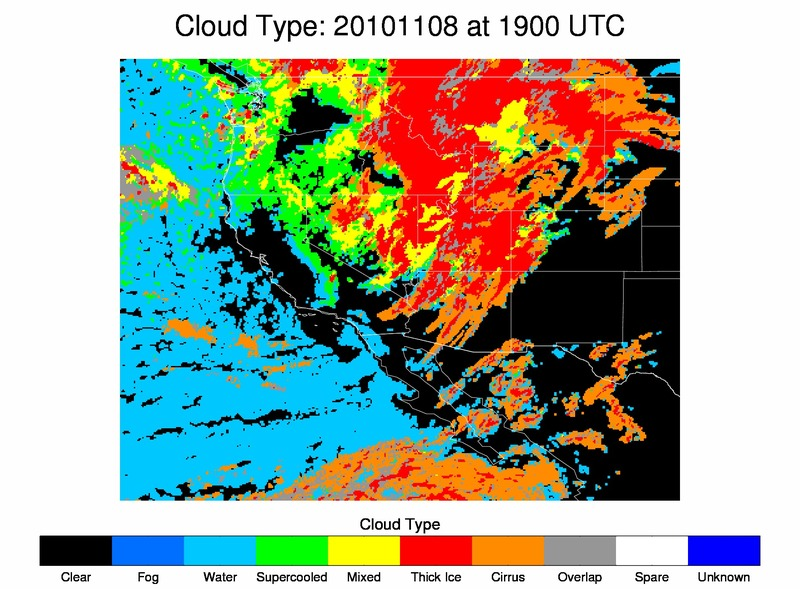 Cloud Type: 20101108 at 1900 UTC
Cloud Type
Clear Fog Water Supercooled Mixed Thick Ice Cirrus Overlap Spare Unknown